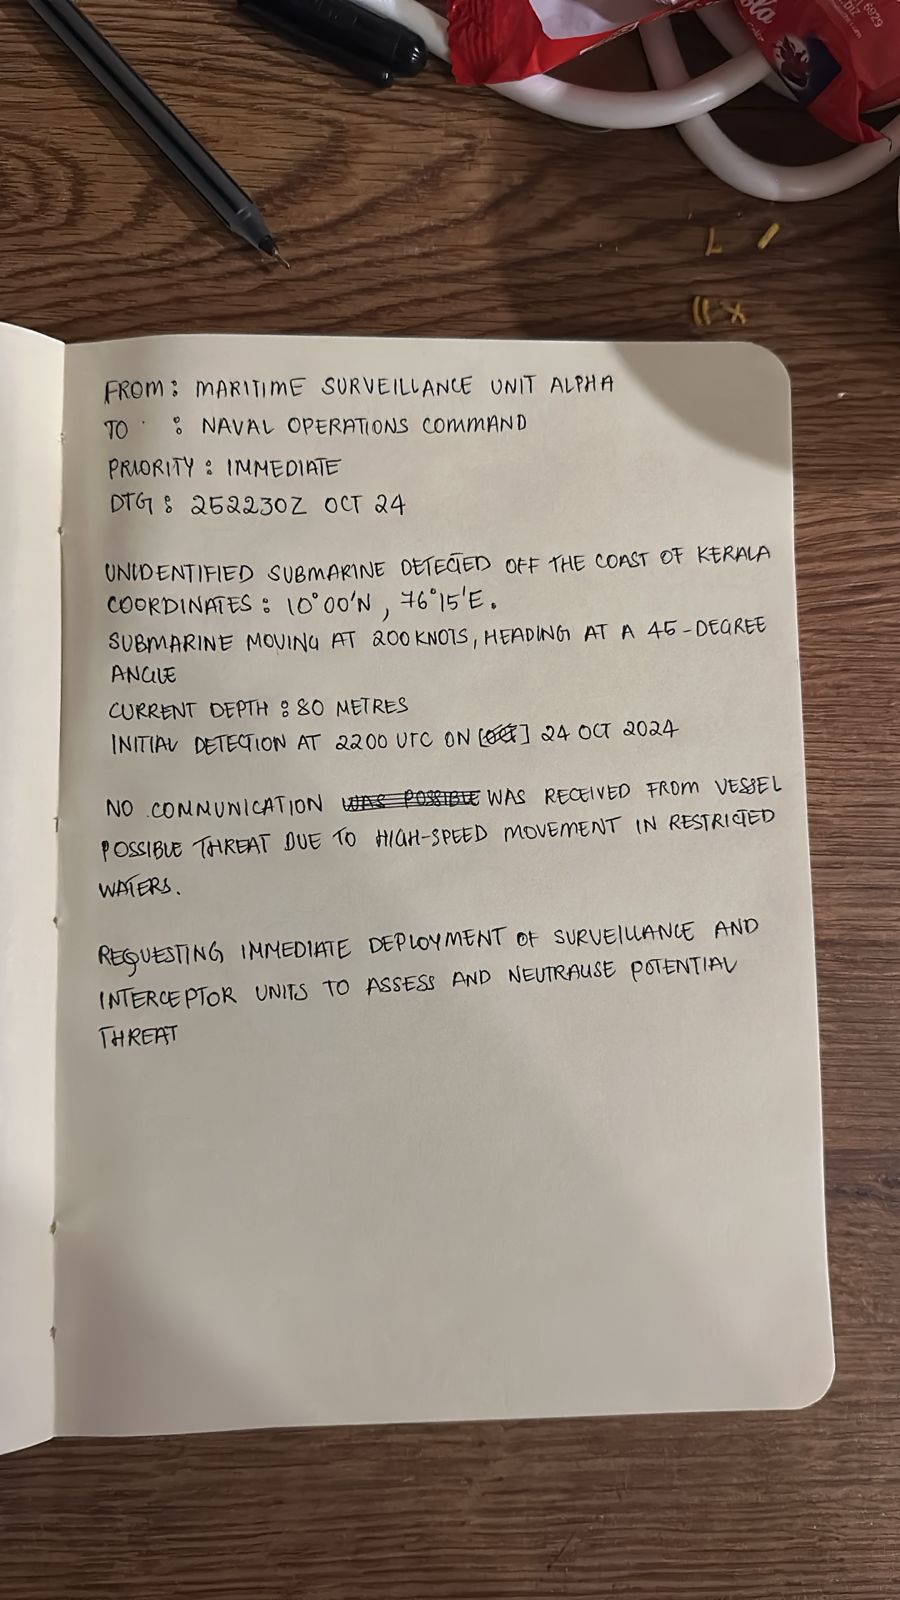 FROM: MARITIME SURVEILLANCE UNIT ALPHA
TO : NAVAL OPERATIONS COMMAND
PRIORITY: IMMEDIATE
DTG: 252230Z OCT 24
UNIDENTIFIED SUBMARINE DETECTED OFF THE COAST OF KERALA
COORDINATES: 10°00'N, 76°15'E.
SUBMARINE MOVING AT 200 KNOTS, HEADING AT A 45-DEGREE
ANGLE
CURRENT DEPTH: 80 METRES
INITIAL DETECTION AT 2200 UTC ON [ ] 24 OCT 2024
NO COMMUNICATION WAS POSSIBLE WAS RECEIVED FROM VESSEL
POSSIBLE THREAT DUE TO HIGH-SPEED MOVEMENT IN RESTRICTED
WATERS.
REQUESTING IMMEDIATE DEPLOYMENT OF SURVEILLANCE AND
INTERCEPTOR UNITS TO ASSESS AND NEUTRALISE POTENTIAL
THREAT